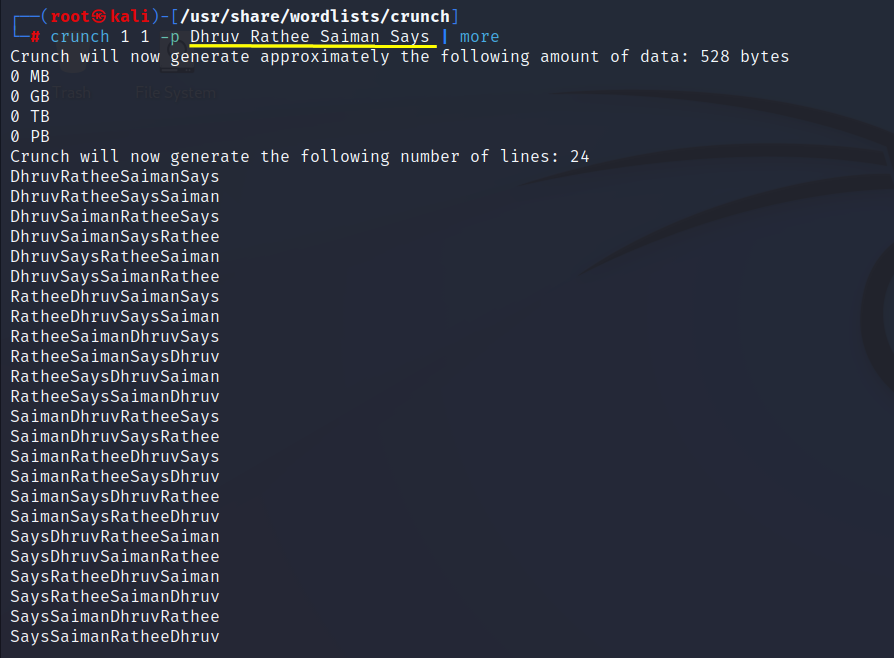 ┌──(root㉿kali)-[/usr/share/wordlists/crunch]
└─# crunch 1 1 -p Dhruv Rathee Saiman Says | more
Crunch will now generate approximately the following amount of data: 528 bytes
0 MB
0 GB
0 TB
0 PB
Crunch will now generate the following number of lines: 24
DhruvRatheeSaimanSays
DhruvRatheeSaysSaiman
DhruvSaimanRatheeSays
DhruvSaimanSaysRathee
DhruvSaysRatheeSaiman
DhruvSaysSaimanRathee
RatheeDhruvSaimanSays
RatheeDhruvSaysSaiman
RatheeSaimanDhruvSays
RatheeSaimanSaysDhruv
RatheeSaysDhruvSaiman
RatheeSaysSaimanDhruv
SaimanDhruvRatheeSays
SaimanDhruvSaysRathee
SaimanRatheeDhruvSays
SaimanRatheeSaysDhruv
SaimanSaysDhruvRathee
SaimanSaysRatheeDhruv
SaysDhruvRatheeSaiman
SaysDhruvSaimanRathee
SaysRatheeDhruvSaiman
SaysRatheeSaimanDhruv
SaysSaimanDhruvRathee
SaysSaimanRatheeDhruv
Trash
File System